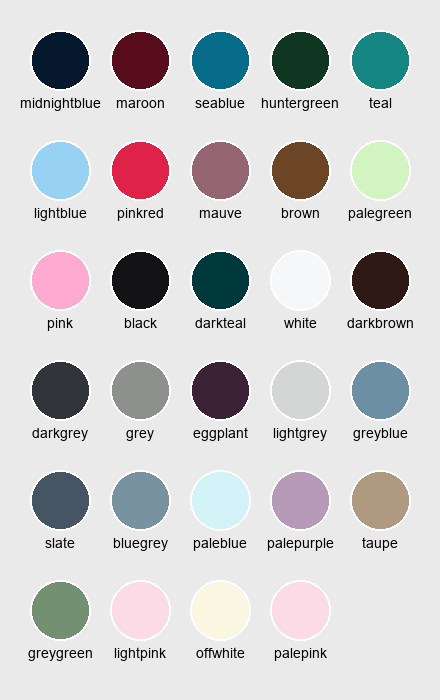 midnightblue maroon seablue huntergreen teal
lightblue pinkred mauve brown palegreen
pink black darkteal white darkbrown
darkgrey grey eggplant lightgrey greyblue
slate bluegrey paleblue palepurple taupe
greygreen lightpink offwhite palepink